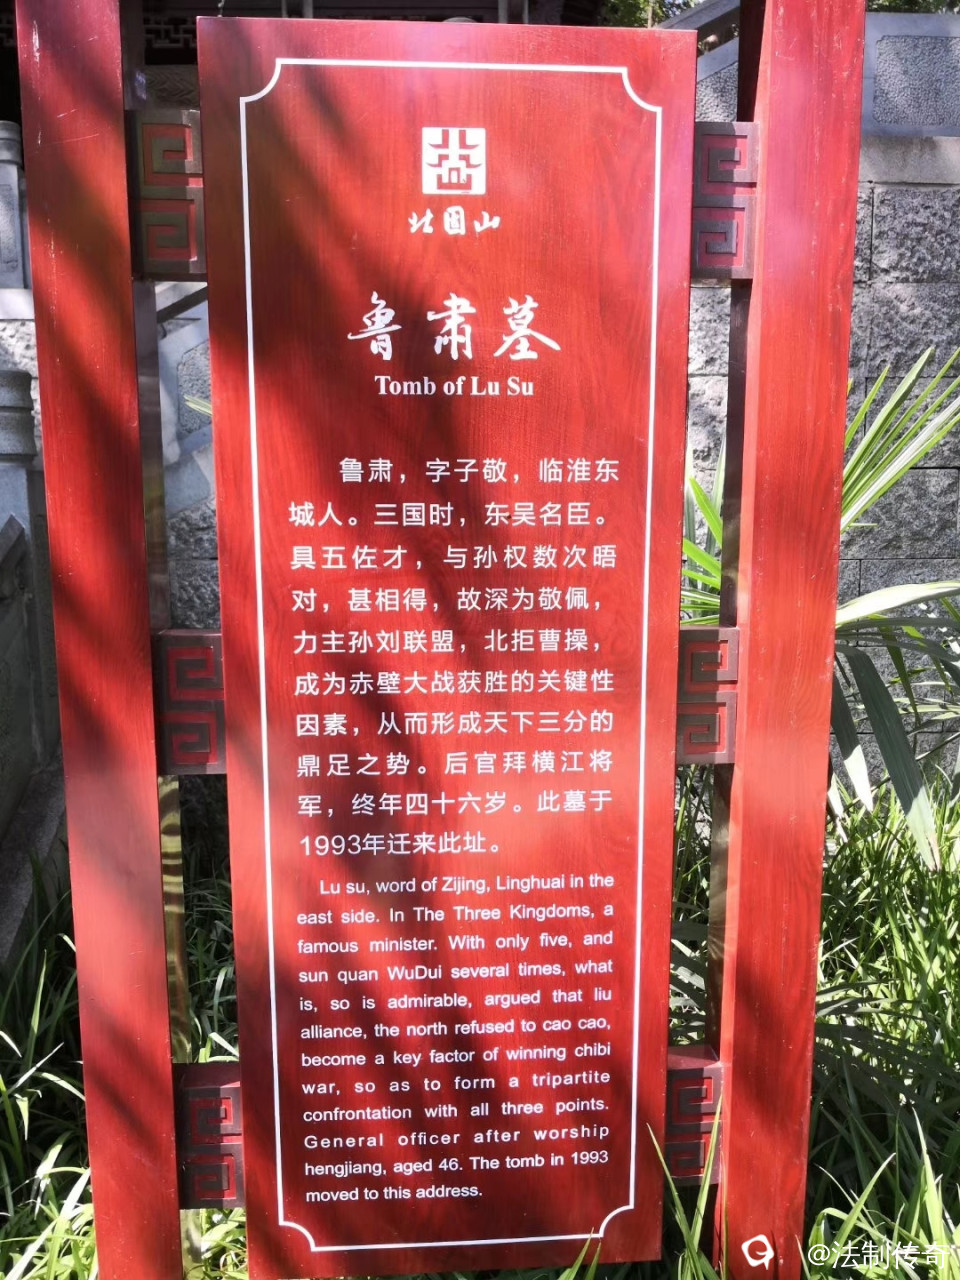 北固山
鲁肃墓
Tomb of Lu Su
鲁肃，字子敬，临淮东
城人。三国时，东吴名臣。
具五佐才，与孙权数次晤
对，甚相得，故深为敬佩，
力主孙刘联盟，北拒曹操，
成为赤壁大战获胜的关键性
因素，从而形成天下三分的
鼎足之势。后官拜横江将
军，终年四十六岁。此墓于
1993年迁来此址。
Lu su, word of Zijing, Linghuai in the
east side. In The Three Kingdoms, a
famous minister. With only five, and
sun quan WuDui several times, what
is, so is admirable, argued that liu
alliance, the north refused to cao cao,
become a key factor of winning chibi
war, so as to form a tripartite
confrontation with all three points.
General officer after worship
hengjiang, aged 46. The tomb in 1993
moved to this address.
@法制传奇